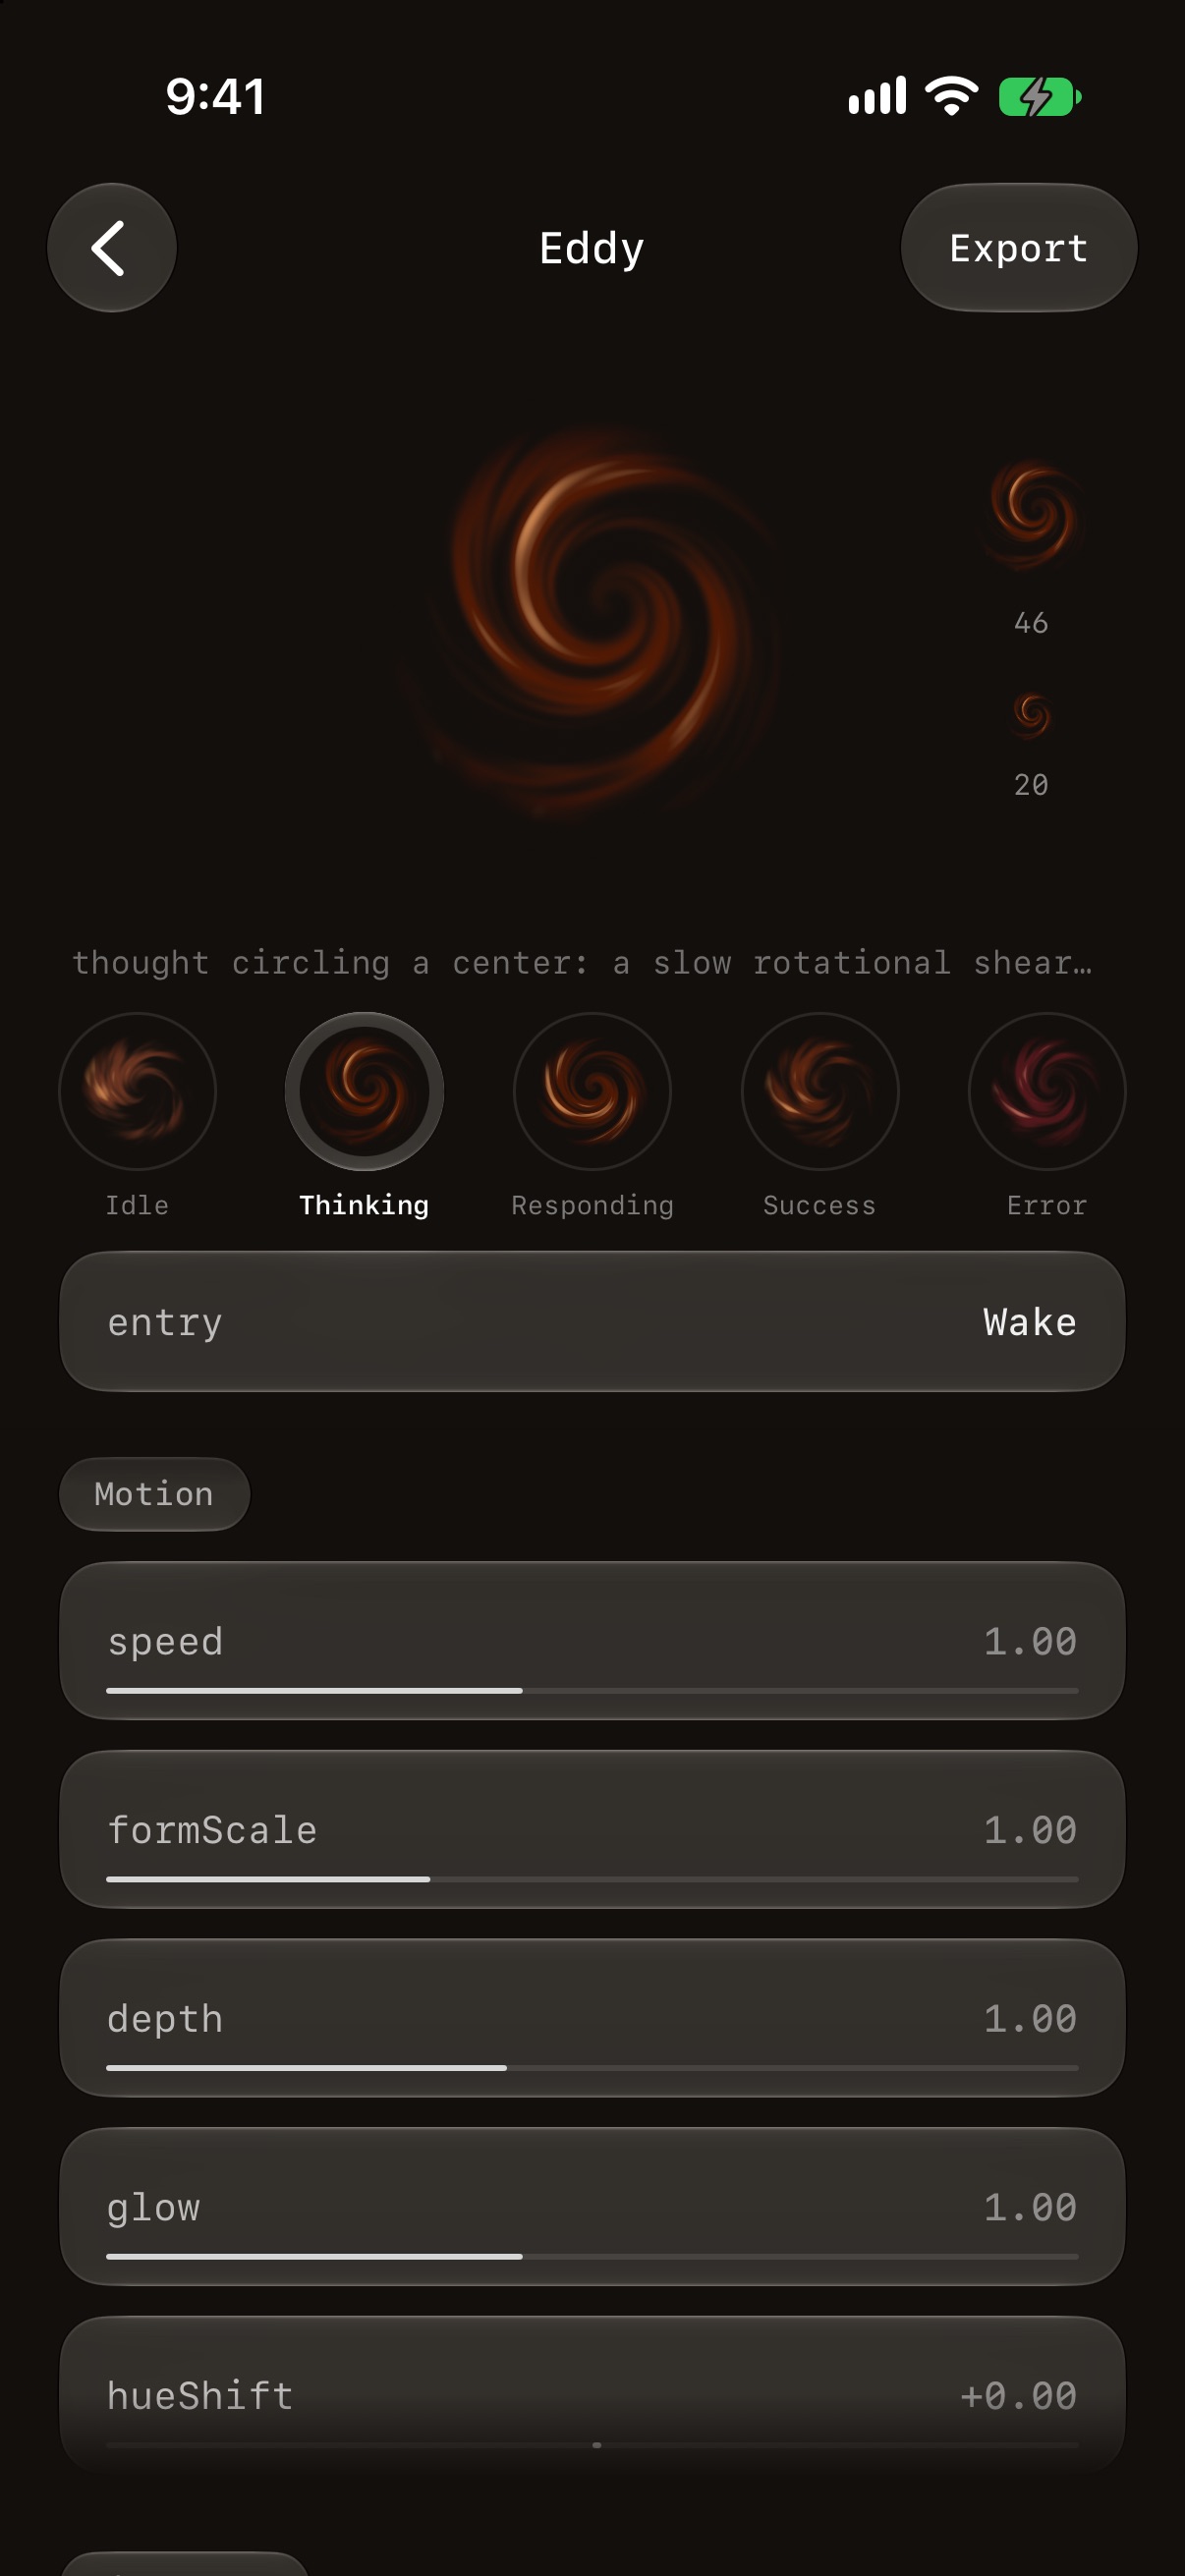 9:41
Eddy
Export
46
20
thought circling a center: a slow rotational shear…
Idle
Thinking
Responding
Success
Error
entry
Wake
Motion
speed
1.00
formScale
1.00
depth
1.00
glow
1.00
hueShift
+0.00